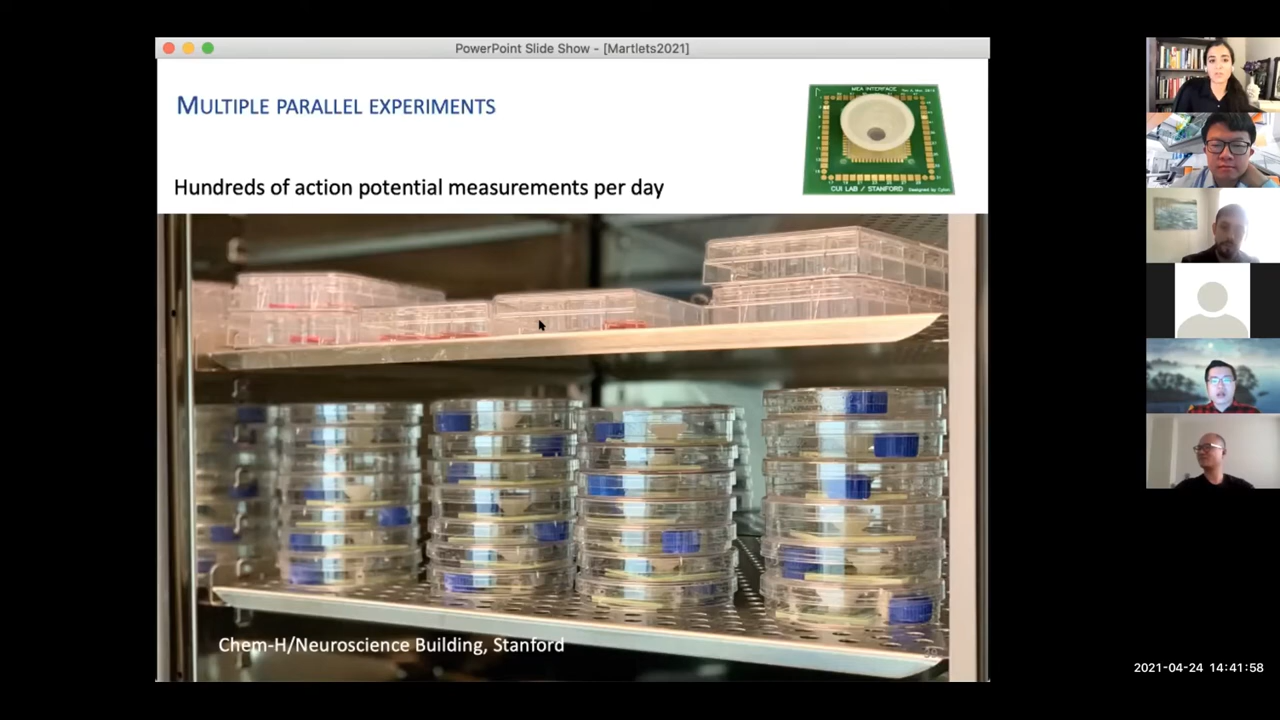 PowerPoint Slide Show - [Martlets2021]
MULTIPLE PARALLEL EXPERIMENTS
Hundreds of action potential measurements per day
MEA INTERFACE
CUI LAB / STANFORD
Chem-H/Neuroscience Building, Stanford
2021-04-24 14:41:58